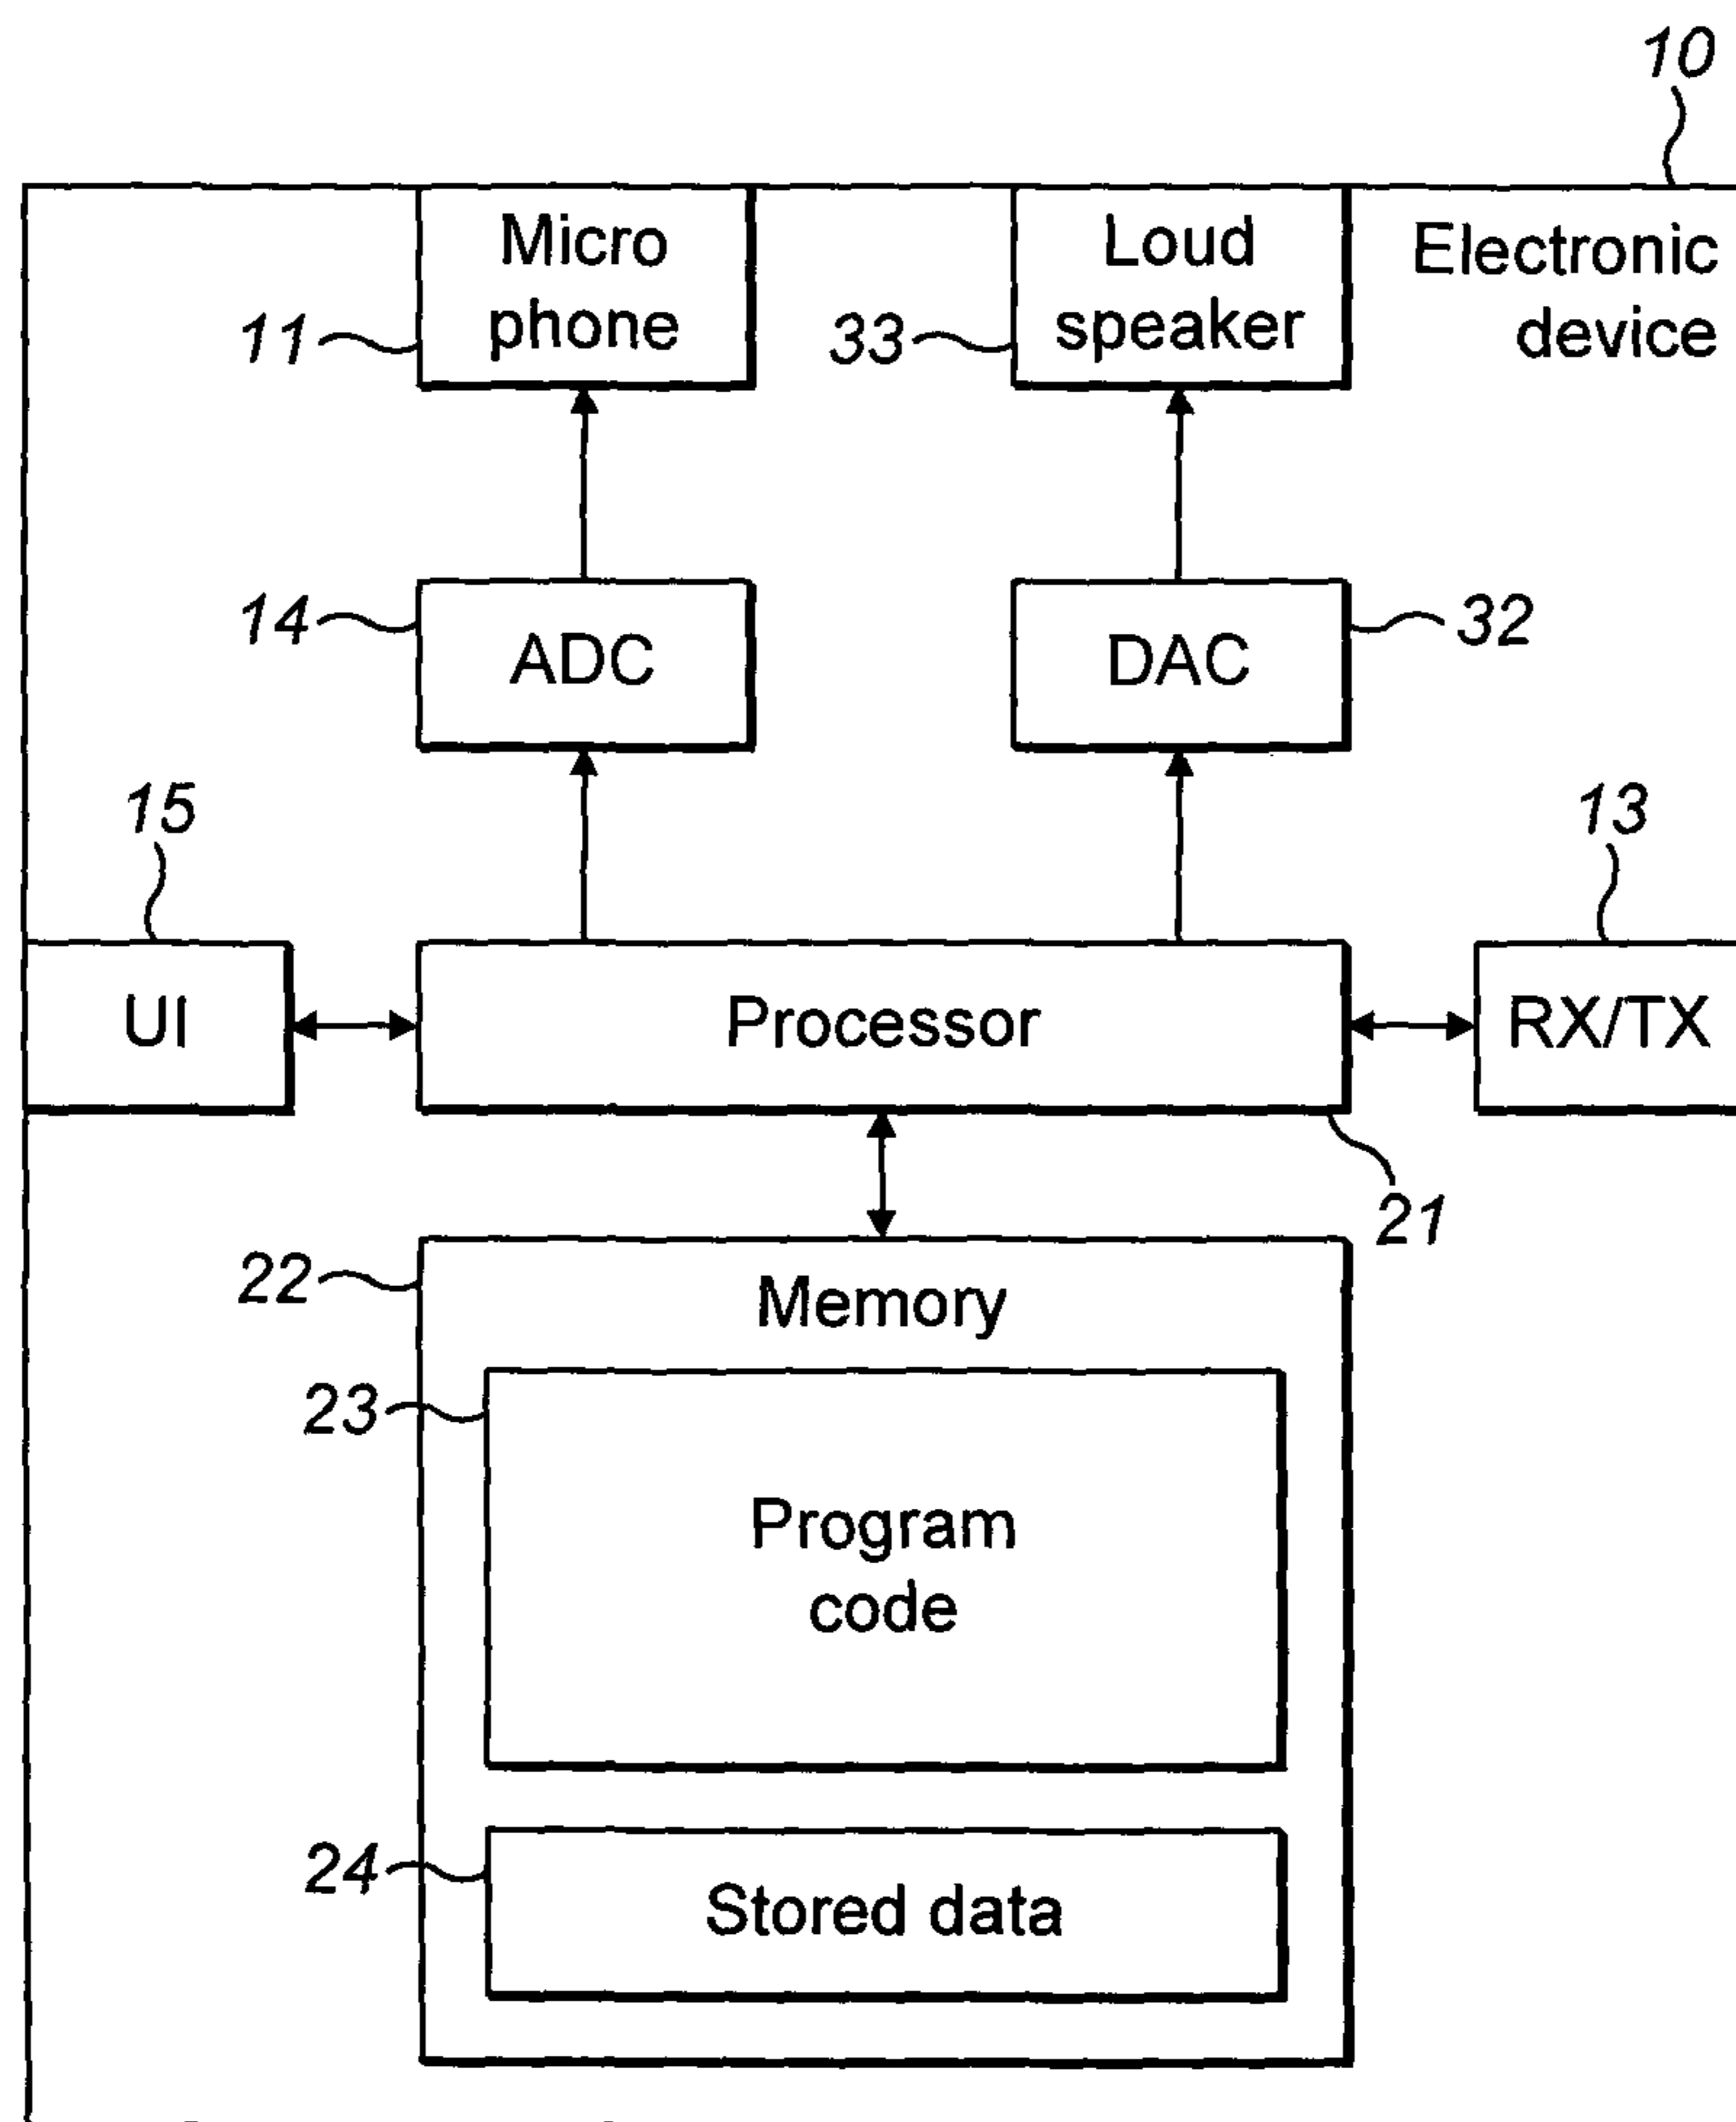 10
Micro
phone
Loud
speaker
Electronic
device
11
33
14
ADC
DAC
32
15
13
UI
Processor
RX/TX
21
22
Memory
23
Program
code
24
Stored data